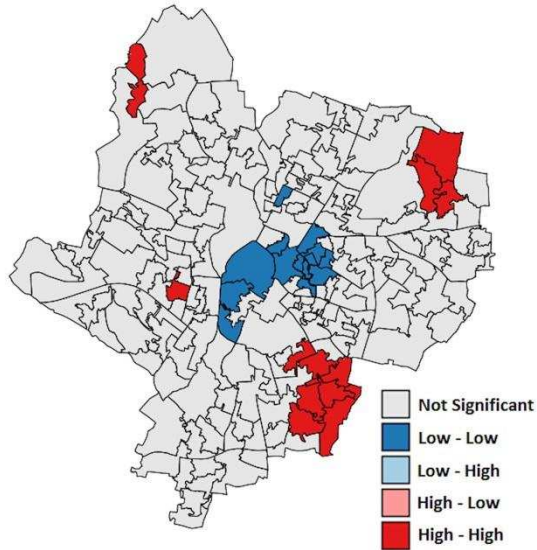 Not Significant
Low - Low
Low - High
High - Low
High - High